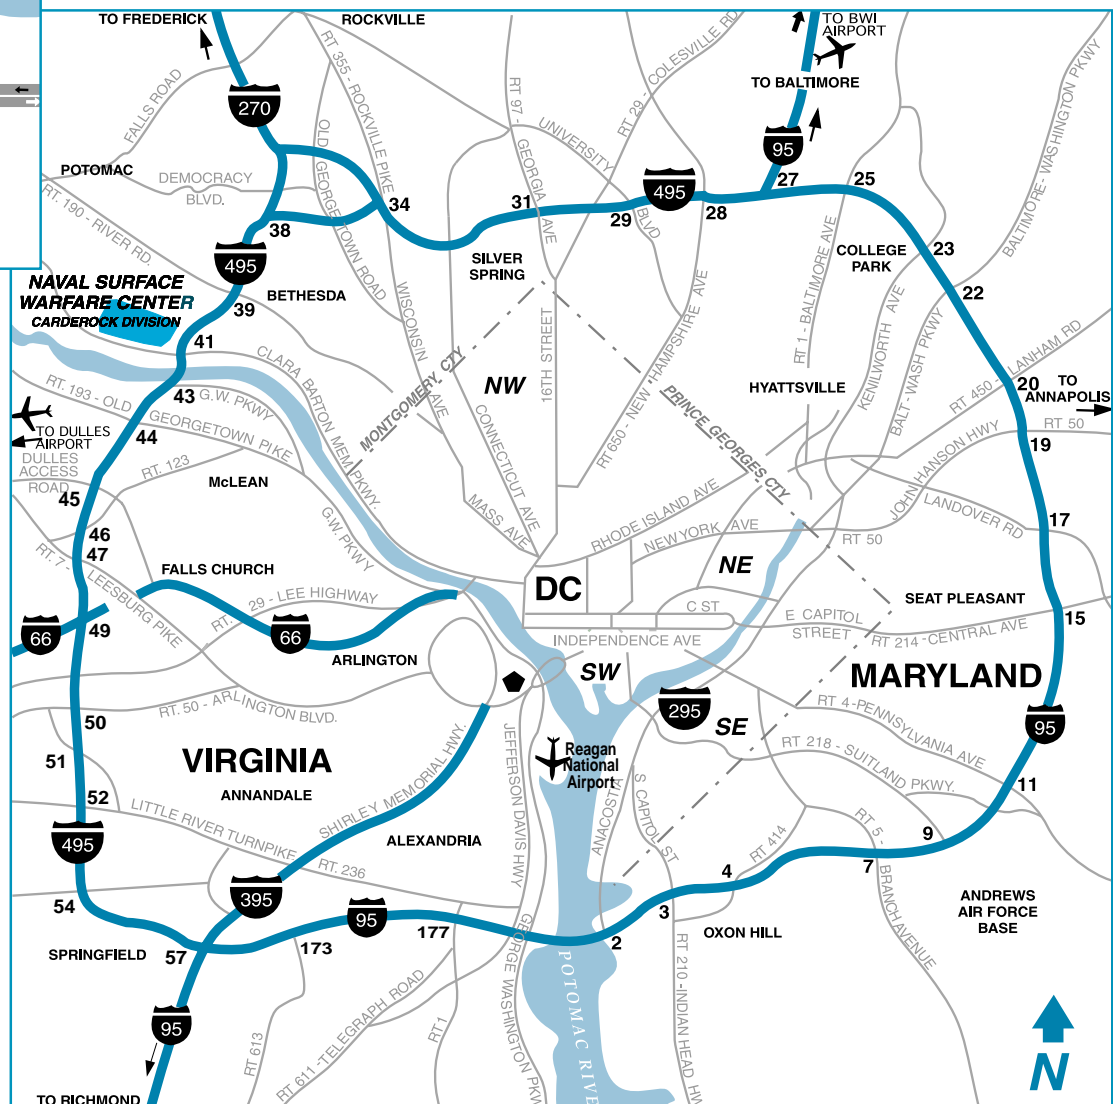 TO FREDERICK
ROCKVILLE
TO BWI
AIRPORT
TO BALTIMORE
270
95
FALLS ROAD
RT 355 - ROCKVILLE PIKE
OLD GEORGETOWN ROAD
RT 97 - GEORGIA AVE
UNIVERSITY BLVD
RT 29 - COLESVILLE RD
BALTIMORE - WASHINGTON PKWY
POTOMAC
DEMOCRACY
BLVD.
RT. 190 - RIVER RD.
34
31
29
495
28
27
25
38
495
SILVER
SPRING
COLLEGE
PARK
23
22
NAVAL SURFACE
WARFARE CENTER
CARDEROCK DIVISION
BETHESDA
39
41
WISCONSIN AVE
16TH STREET
RT 650 - NEW HAMPSHIRE AVE
RT 1 - BALTIMORE AVE
KENILWORTH AVE
BALT - WASH PKWY
RT 450 - LANHAM RD
CLARA BARTON MEM. PKWY.
MONTGOMERY CTY
PRINCE GEORGES CTY
NW
HYATTSVILLE
20
TO
ANNAPOLIS
43
G.W. PKWY
RT. 193 - OLD GEORGETOWN PIKE
CONNECTICUT AVE
TO DULLES
AIRPORT
DULLES
ACCESS
ROAD
44
RT. 123
McLEAN
45
46
47
MASS AVE
RHODE ISLAND AVE
NEW YORK AVE
JOHN HANSON HWY
RT 50
19
LANDOVER RD
17
RT 50
G.W. PKWY
RT. 7 - LEESBURG PIKE
FALLS CHURCH
RT. 29 - LEE HIGHWAY
DC
NE
C ST
SEAT PLEASANT
E CAPITOL
STREET
RT 214 - CENTRAL AVE
15
66
49
66
INDEPENDENCE AVE
ARLINGTON
SW
MARYLAND
295
SE
RT 4 - PENNSYLVANIA AVE
95
RT. 50 - ARLINGTON BLVD.
50
51
52
VIRGINIA
ANNANDALE
SHIRLEY MEMORIAL HWY.
JEFFERSON DAVIS HWY
Reagan
National
Airport
RT 218 - SUITLAND PKWY.
11
ANACOSTIA
S CAPITOL ST
LITTLE RIVER TURNPIKE
RT. 236
495
ALEXANDRIA
RT 414
RT 5 - BRANCH AVENUE
9
7
4
3
395
54
95
177
173
57
SPRINGFIELD
2
OXON HILL
ANDREWS
AIR FORCE
BASE
95
RT 613
RT 611 - TELEGRAPH ROAD
RT 1
GEORGE WASHINGTON PKW
POTOMAC RIVE
RT 210 - INDIAN HEAD HW
N
TO RICHMOND